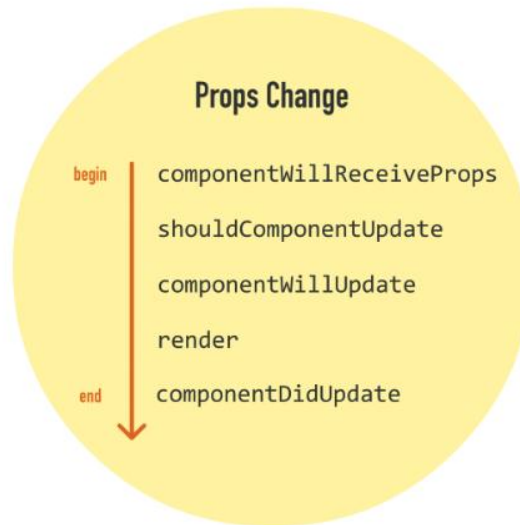 Props Change
begin componentWillReceiveProps
shouldComponentUpdate
componentWillUpdate
render
end componentDidUpdate